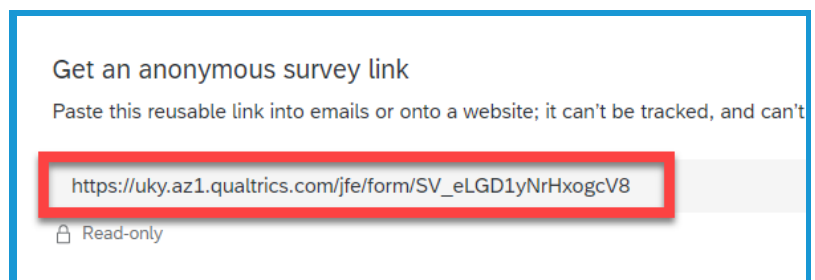 Get an anonymous survey link
Paste this reusable link into emails or onto a website; it can't be tracked, and can't
https://uky.az1.qualtrics.com/jfe/form/SV_eLGD1yNrHxogcV8
Read-only